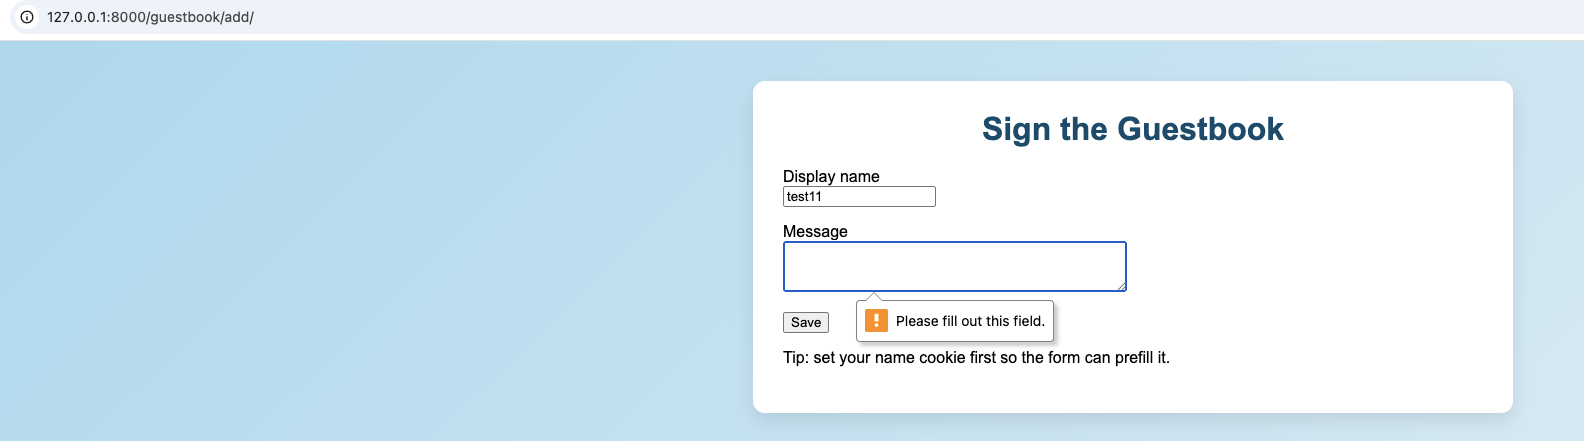 127.0.0.1:8000/guestbook/add/
Sign the Guestbook
Display name
test11
Message
Save
Please fill out this field.
Tip: set your name cookie first so the form can prefill it.